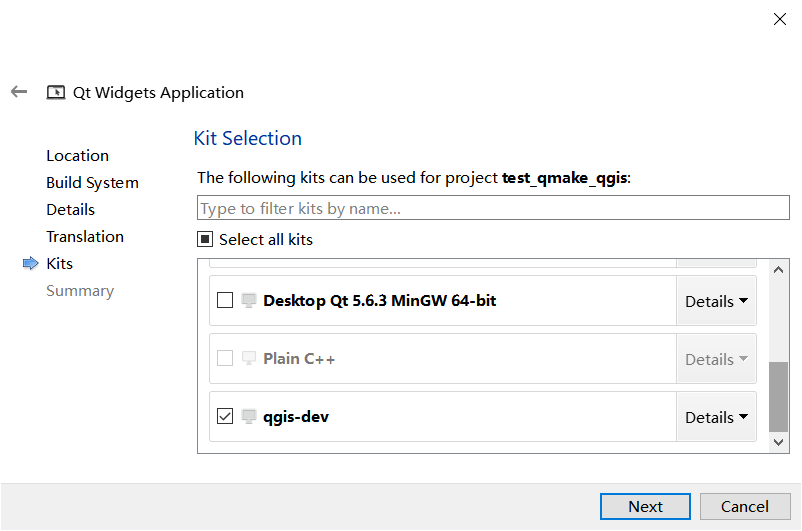 Qt Widgets Application
Kit Selection
Location
Build System
Details
Translation
Kits
Summary
The following kits can be used for project test_qmake_qgis:
Type to filter kits by name...
Select all kits
Desktop Qt 5.6.3 MinGW 64-bit
Details
Plain C++
Details
qgis-dev
Details
Next
Cancel